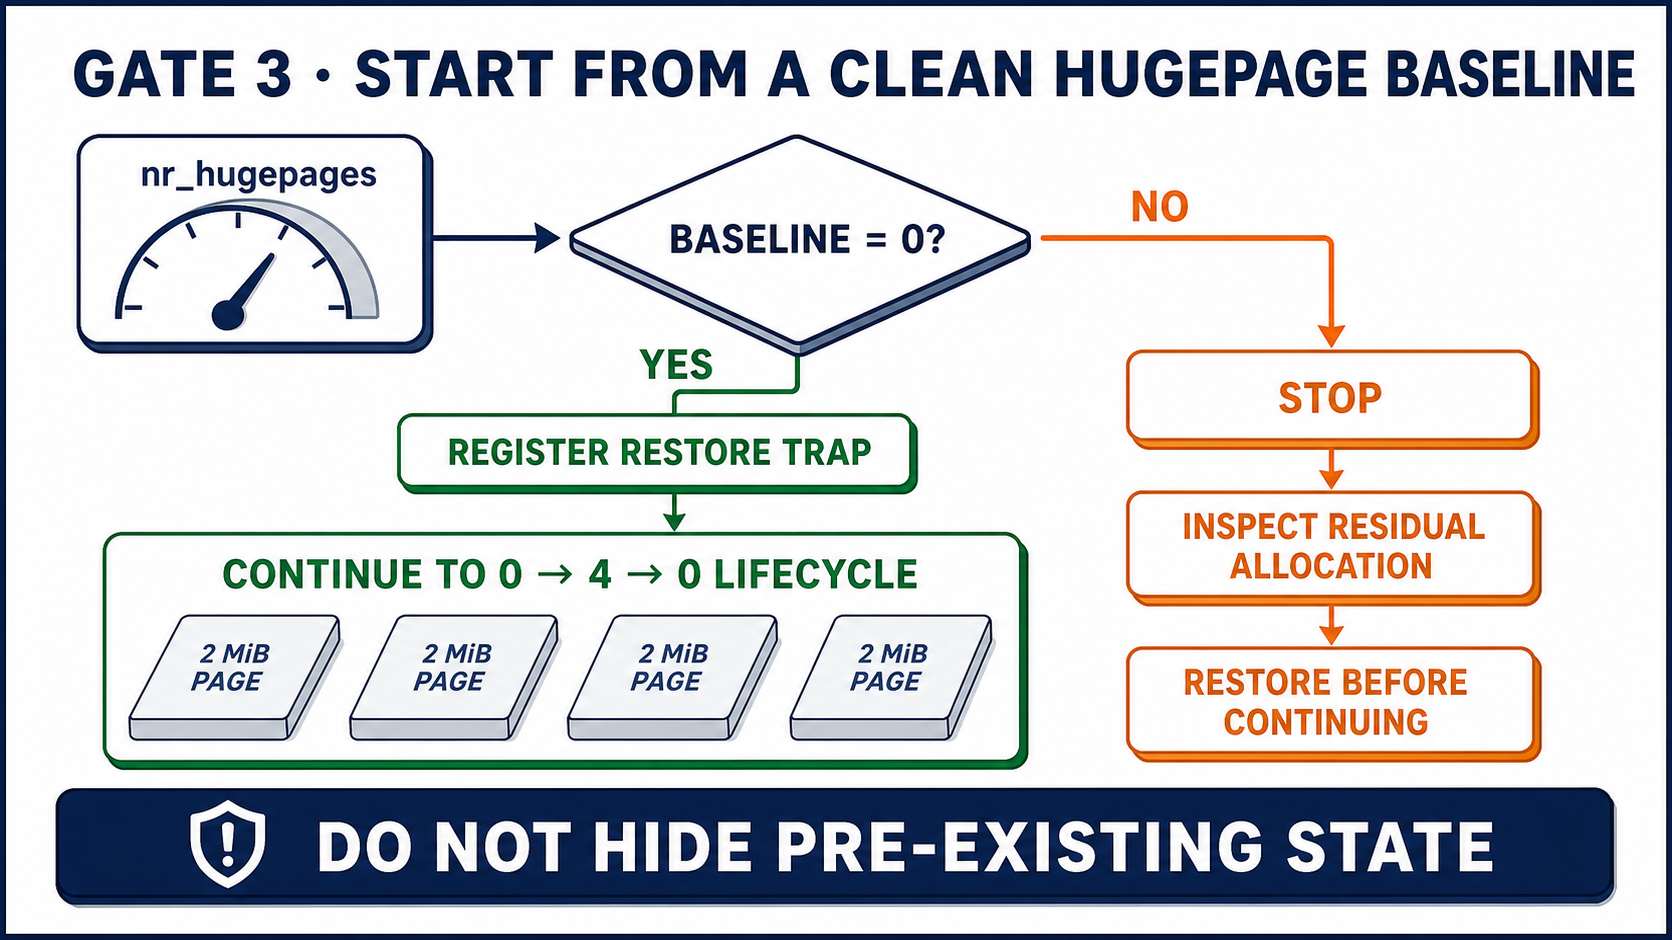 GATE 3 · START FROM A CLEAN HUGEPAGE BASELINE
nr_hugepages
BASELINE = 0?
NO
YES
REGISTER RESTORE TRAP
CONTINUE TO 0 → 4 → 0 LIFECYCLE
2 MiB
PAGE
2 MiB
PAGE
2 MiB
PAGE
2 MiB
PAGE
STOP
INSPECT RESIDUAL
ALLOCATION
RESTORE BEFORE
CONTINUING
DO NOT HIDE PRE-EXISTING STATE